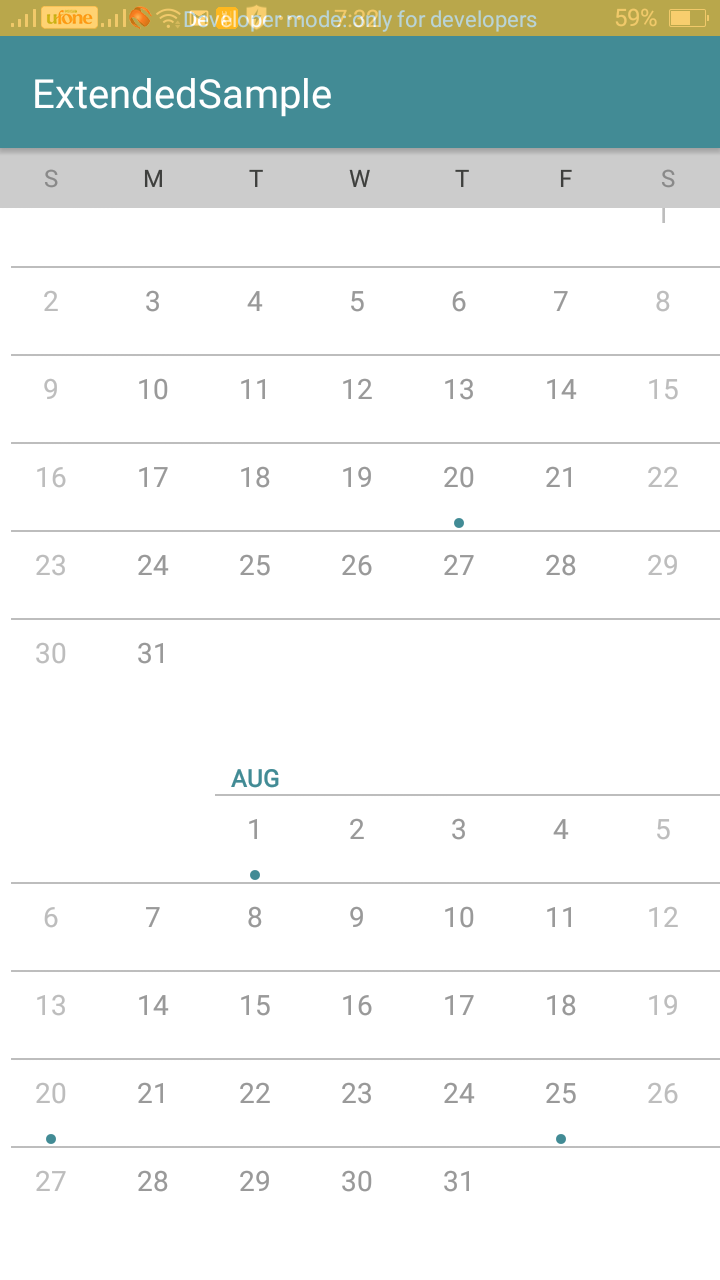 ufone Developer mode: only for developers 59%
ExtendedSample
S M T W T F S
2 3 4 5 6 7 8
9 10 11 12 13 14 15
16 17 18 19 20 21 22
23 24 25 26 27 28 29
30 31
AUG
1 2 3 4 5
6 7 8 9 10 11 12
13 14 15 16 17 18 19
20 21 22 23 24 25 26
27 28 29 30 31